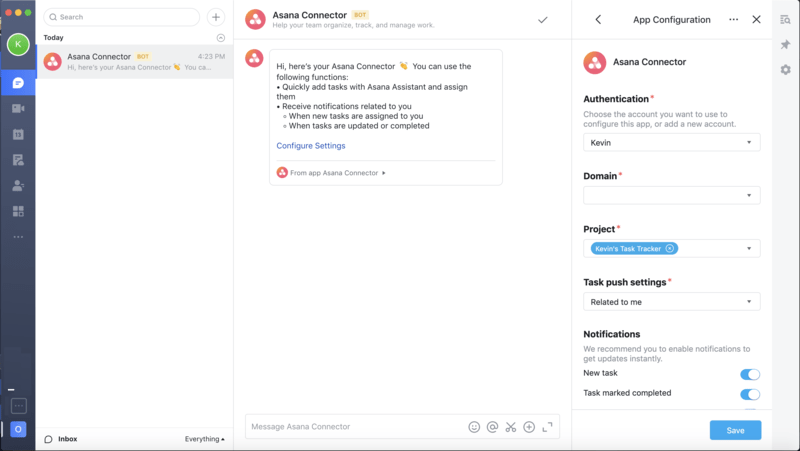 K
Search
Today
Asana Connector BOT 4:23 PM
Hi, here's your Asana Connector 👋 You ca...
13
O
Inbox
Everything
Asana Connector BOT
Help your team organize, track, and manage work.
Hi, here's your Asana Connector 👋 You can use the
following functions:
• Quickly add tasks with Asana Assistant and assign
them
• Receive notifications related to you
◦ When new tasks are assigned to you
◦ When tasks are updated or completed
Configure Settings
From app Asana Connector
Message Asana Connector
App Configuration
Asana Connector
Authentication*
Choose the account you want to use to
configure this app, or add a new account.
Kevin
Domain*
Project*
Kevin's Task Tracker
Task push settings*
Related to me
Notifications
We recommend you to enable notifications to
get updates instantly.
New task
Task marked completed
Save